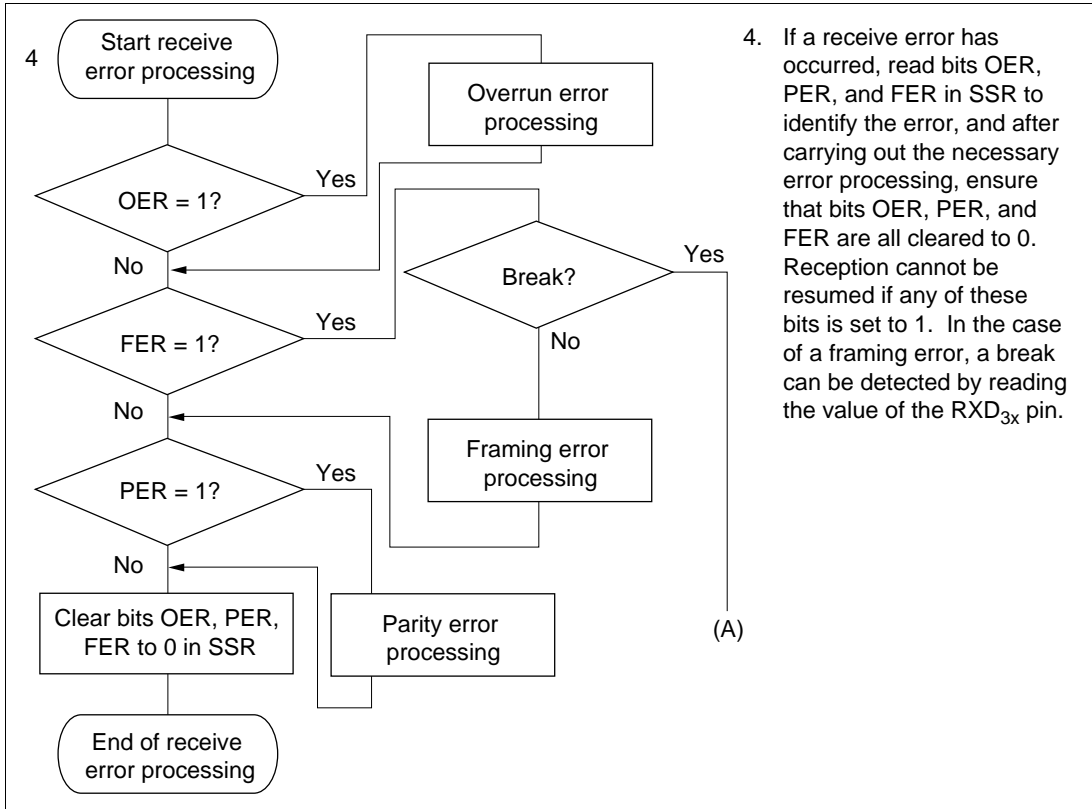 4
Start receive
error processing
OER = 1?
Yes
Overrun error
processing
No
FER = 1?
Yes
Break?
Yes
No
Framing error
processing
No
PER = 1?
Yes
No
Parity error
processing
Clear bits OER, PER,
FER to 0 in SSR
(A)
End of receive
error processing
4. If a receive error has
occurred, read bits OER,
PER, and FER in SSR to
identify the error, and after
carrying out the necessary
error processing, ensure
that bits OER, PER, and
FER are all cleared to 0.
Reception cannot be
resumed if any of these
bits is set to 1. In the case
of a framing error, a break
can be detected by reading
the value of the RXD3x pin.